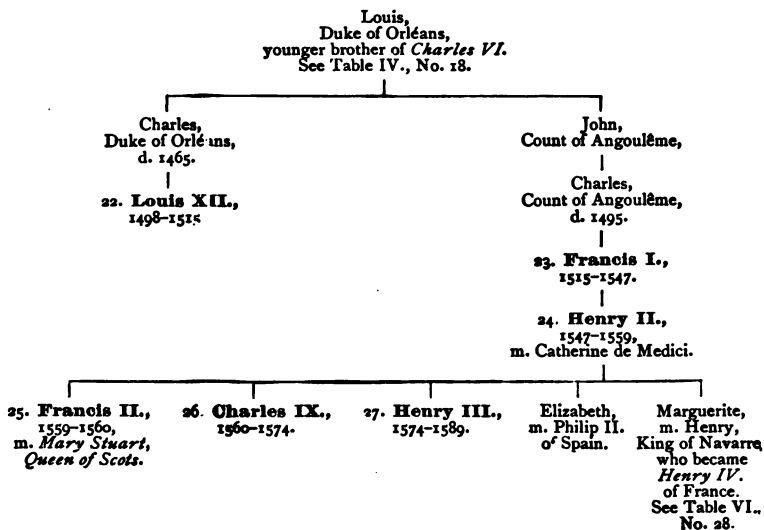 Louis,
Duke of Orléans,
younger brother of Charles VI.
See Table IV., No. 18.
Charles,
Duke of Orléans,
d. 1465.
22. Louis XII.,
1498-1515
John,
Count of Angoulême,
Charles,
Count of Angoulême,
d. 1495.
23. Francis I.,
1515-1547.
24. Henry II.,
1547-1559,
m. Catherine de Medici.
25. Francis II.,
1559-1560,
m. Mary Stuart,
Queen of Scots.
26. Charles IX.,
1560-1574.
27. Henry III.,
1574-1589.
Elizabeth,
m. Philip II.
of Spain.
Marguerite,
m. Henry,
King of Navarre,
who became
Henry IV.
of France.
See Table VI.,
No. 28.